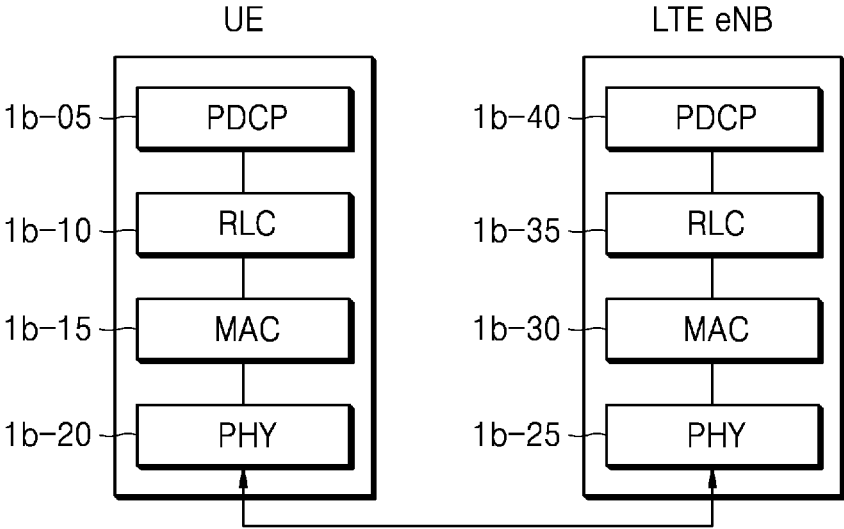 UE LTE eNB
1b-05 PDCP 1b-40 PDCP
1b-10 RLC 1b-35 RLC
1b-15 MAC 1b-30 MAC
1b-20 PHY 1b-25 PHY